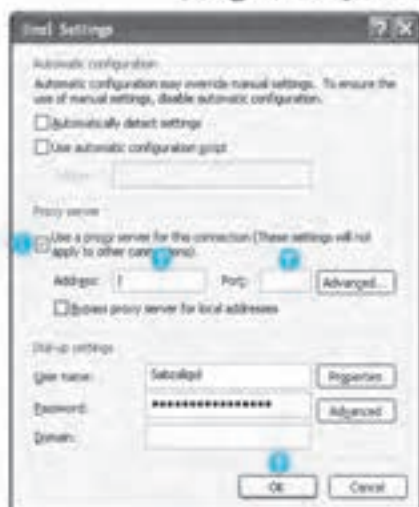 Settings
Automatic configuration
Automatic configuration may override manual settings. To ensure the
use of manual settings, disable automatic configuration.
Automatically detect settings
Use automatic configuration script
Address
Proxy server
Use a proxy server for this connection (These settings will not
apply to other connections).
Address: Port: Advanced...
Bypass proxy server for local addresses
Dial-up settings
User name: Properties
Password: •••••••••••••••• Advanced
Domain:
OK Cancel